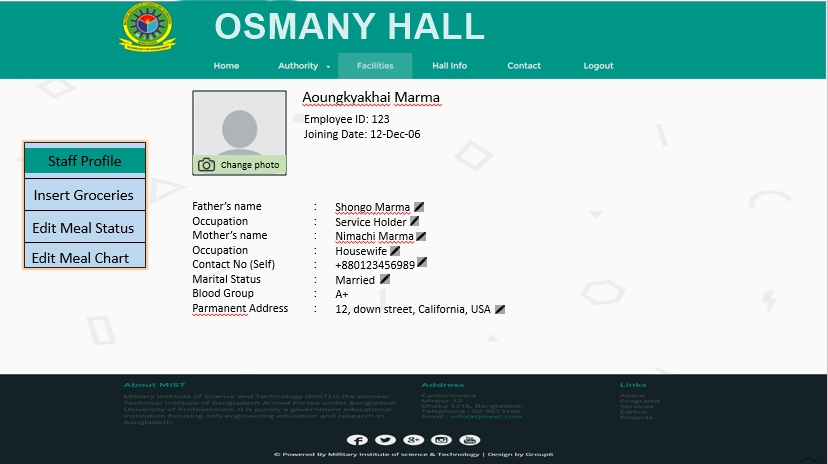 OSMANY HALL
Home Authority Facilities Hall Info Contact Logout
Aoungkyakhai Marma
Employee ID: 123
Joining Date: 12-Dec-06
Change photo
Staff Profile
Insert Groceries
Edit Meal Status
Edit Meal Chart
Father's name : Shongo Marma
Occupation : Service Holder
Mother's name : Nimachi Marma
Occupation : Housewife
Contact No (Self) : +880123456989
Marital Status : Married
Blood Group : A+
Parmanent Address : 12, down street, California, USA
About MIST
Military Institute of Science and Technology (MIST) is the pioneer
Technical Institute of Bangladesh Armed Forces under Bangladesh
University of Professionals. It is purely a government educational
institution focusing only engineering education and research in
Bangladesh.
Address
Cantonment
Mirpur 12
Dhaka 1216, Bangladesh
Telephone : 02 9013166
Email :
Links
About
Programs
Services
Edifice
Projects
© Powered By Millitary Institute of science & Technology | Design by Group6